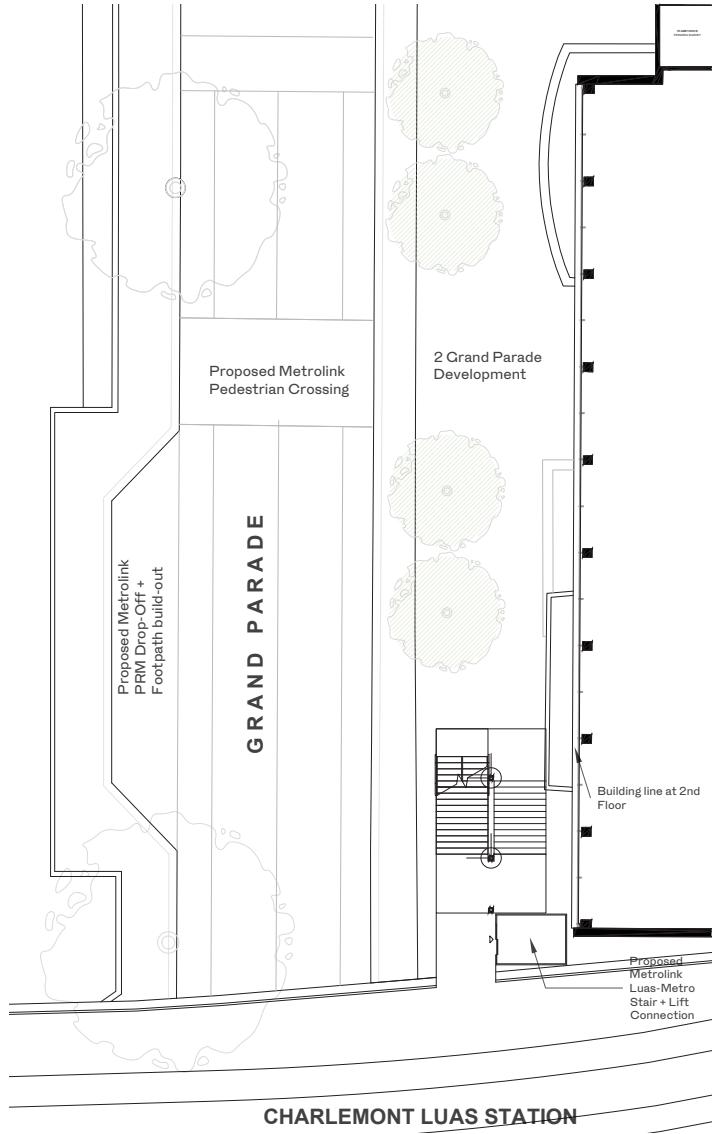 Proposed Metrolink
Pedestrian Crossing
2 Grand Parade
Development
Proposed Metrolink
PRM Drop-Off +
Footpath build-out
GRAND PARADE
Building line at 2nd
Floor
Proposed
Metrolink
Luas-Metro
Stair + Lift
Connection
CHARLEMONT LUAS STATION